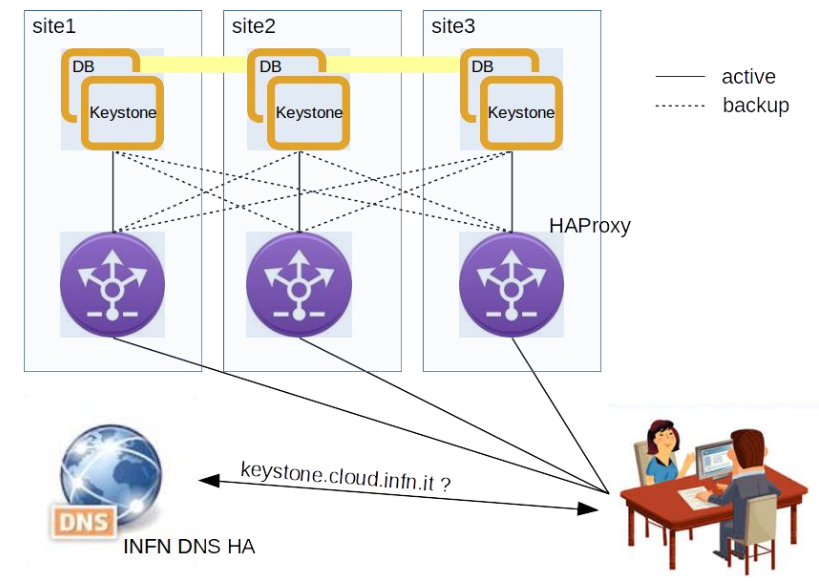 site1
site2
site3
DB
Keystone
DB
Keystone
DB
Keystone
active
backup
HAProxy
keystone.cloud.infn.it ?
DNS
INFN DNS HA